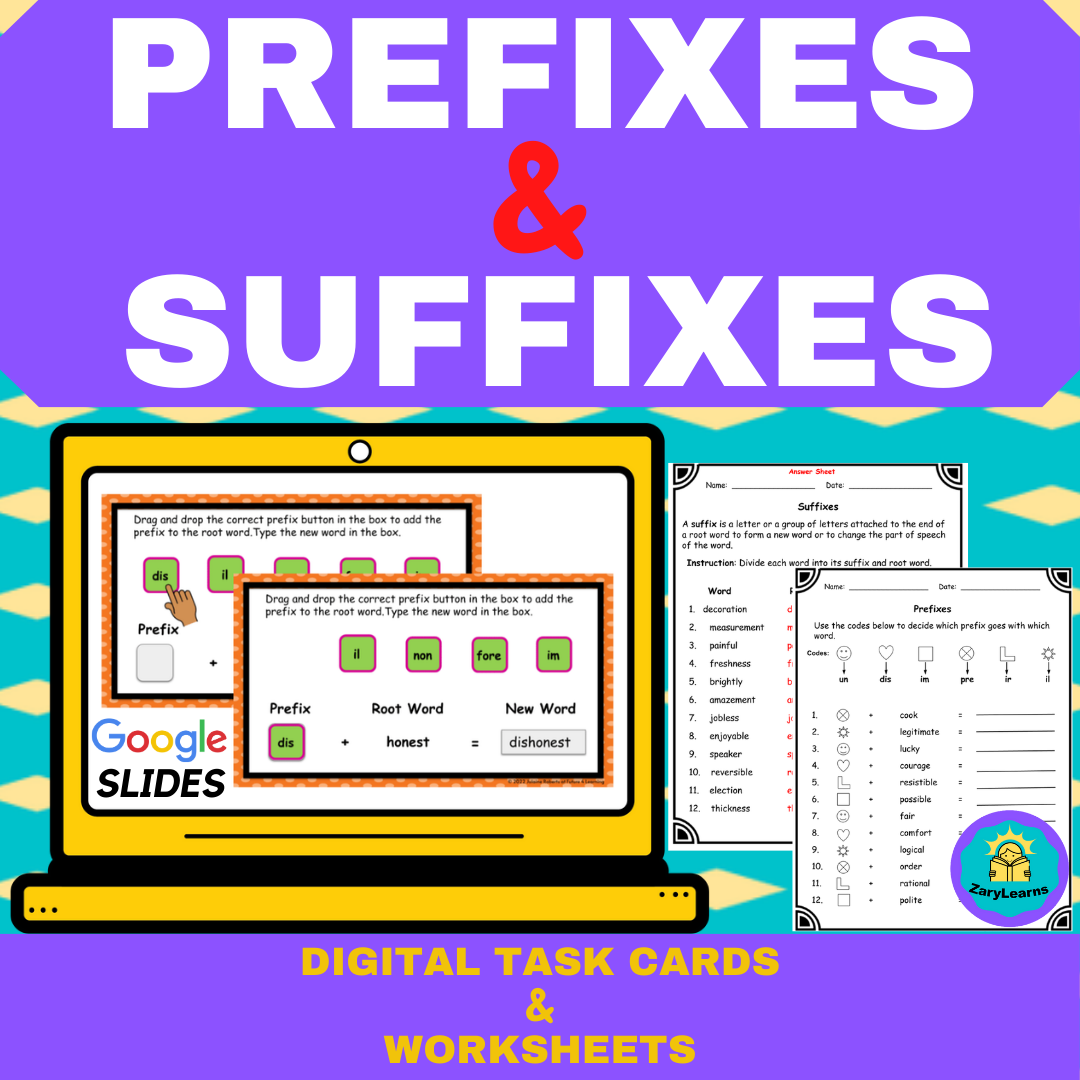 PREFIXES
&
SUFFIXES
Drag and drop the correct prefix button in the box to add the
prefix to the root word.Type the new word in the box.
dis
il
Prefix
+
Drag and drop the correct prefix button in the box to add the
prefix to the root word.Type the new word in the box.
il non fore im
Prefix Root Word New Word
dis + honest = dishonest
Google
SLIDES
Answer Sheet
Name: Date:
Suffixes
A suffix is a letter or a group of letters attached to the end of
a root word to form a new word or to change the part of speech
of the word.
Instruction: Divide each word into its suffix and root word.
Word
1. decoration
2. measurement
3. painful
4. freshness
5. brightly
6. amazement
7. jobless
8. enjoyable
9. speaker
10. reversible
11. election
12. thickness
Name: Date:
Prefixes
Use the codes below to decide which prefix goes with which
word.
Codes:
un dis im pre ir il
1. + cook =
2. + legitimate =
3. + lucky =
4. + courage =
5. + resistible =
6. + possible =
7. + fair =
8. + comfort =
9. + logical
10. + order
11. + rational
12. + polite
ZaryLearns
DIGITAL TASK CARDS
&
WORKSHEETS